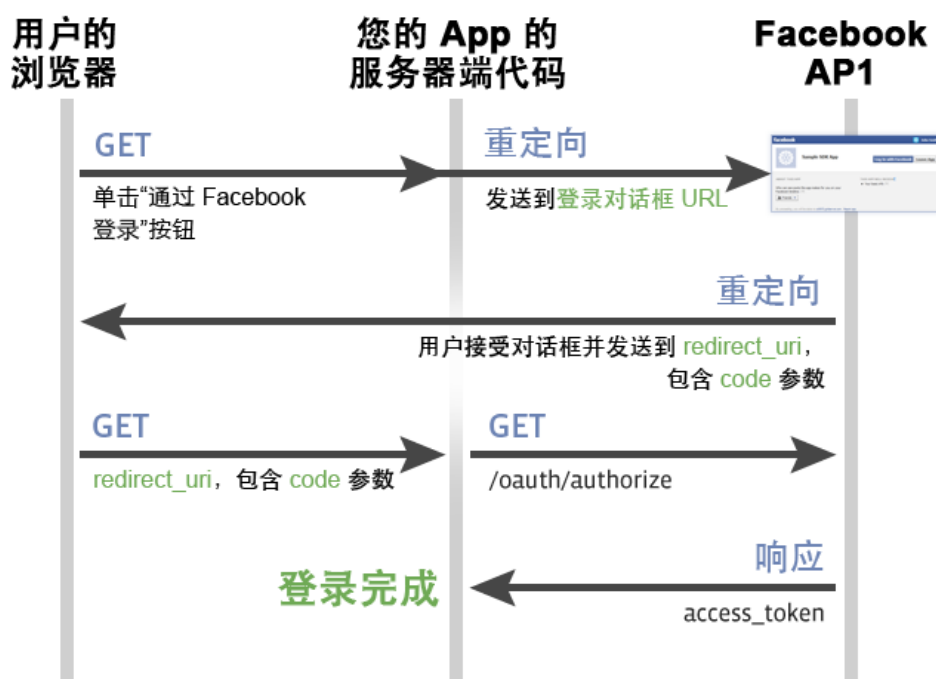 用户的
浏览器
您的 App 的
服务器端代码
Facebook
AP1
GET
单击“通过 Facebook
登录”按钮
重定向
发送到登录对话框 URL
facebook
Sample SSO App
重定向
用户接受对话框并发送到 redirect_uri，
包含 code 参数
GET
redirect_uri，包含 code 参数
GET
/oauth/authorize
响应
登录完成
access_token